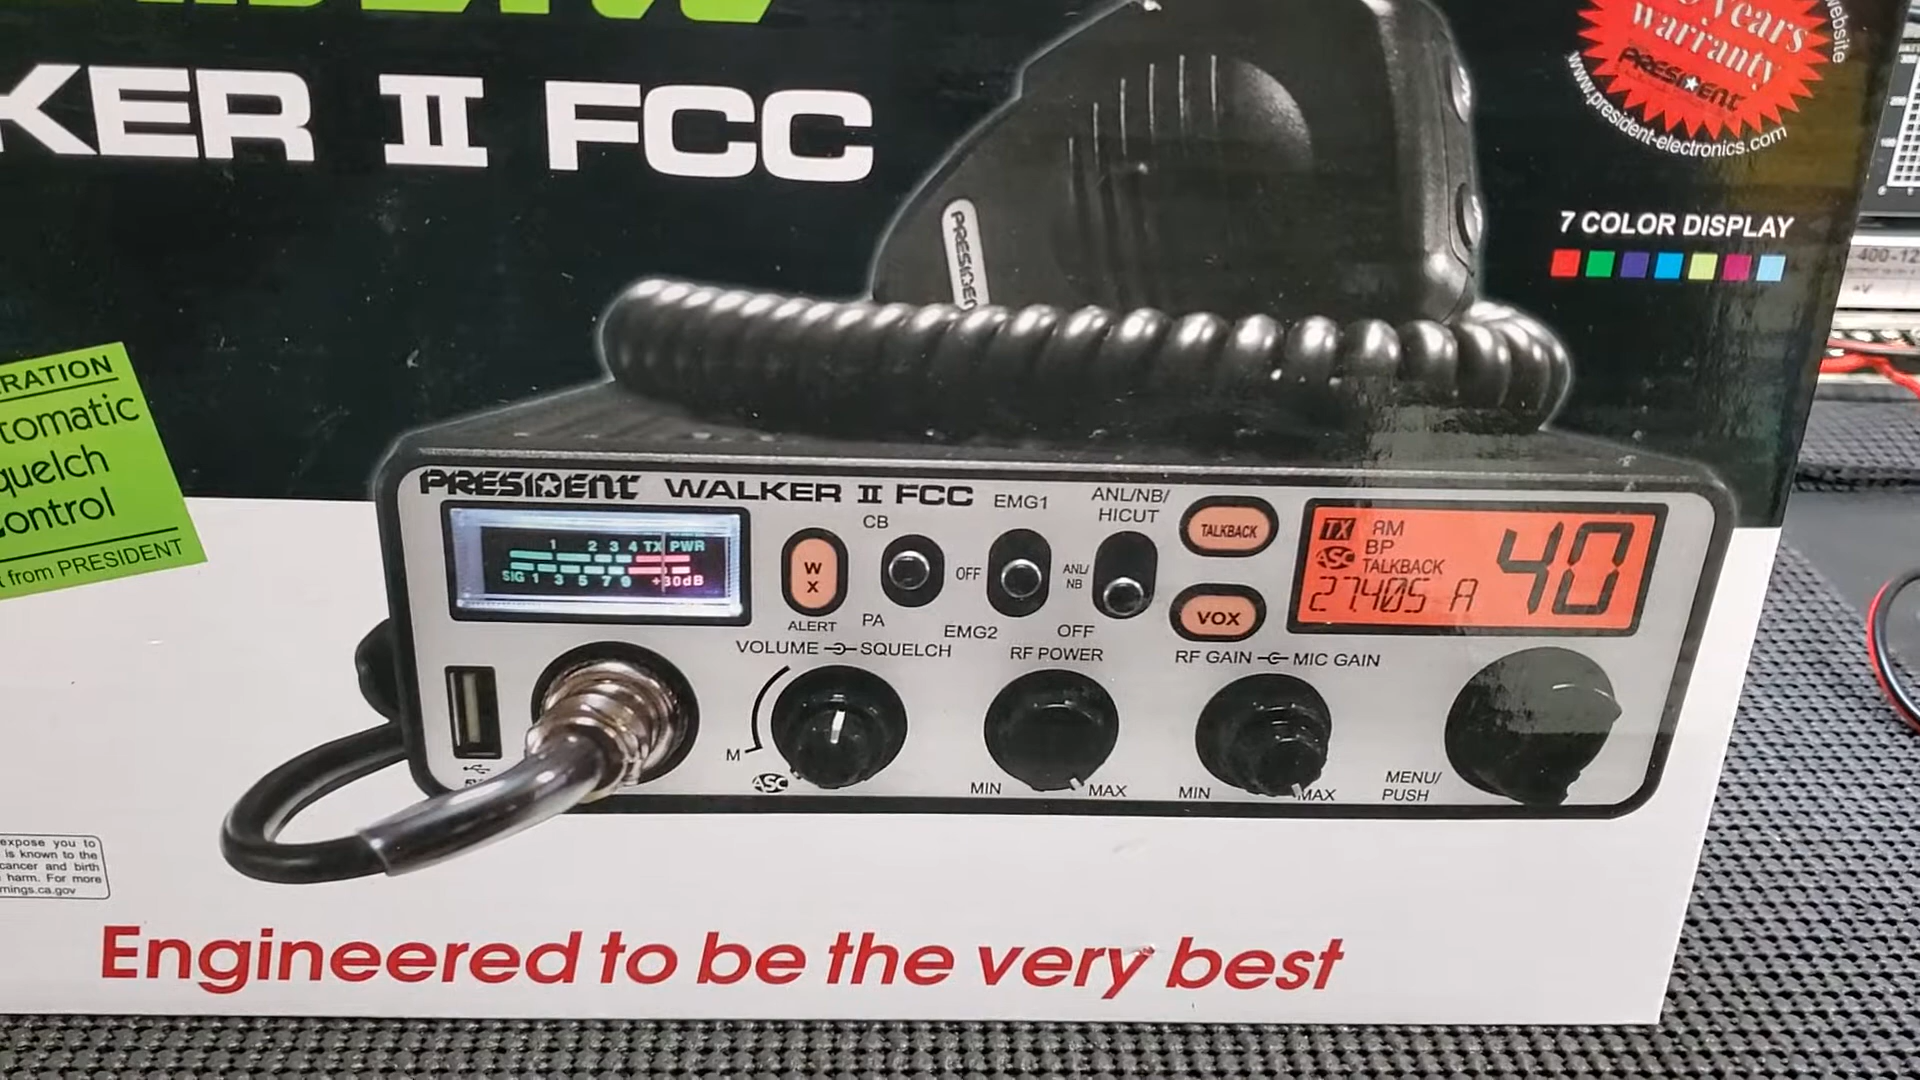 KER II FCC
years
warranty
PRESIDENT
www.president-electronics.com
website
7 COLOR DISPLAY
PRESIDEN
400-12
RATION
tomatic
quelch
ontrol
t from PRESIDENT
PRESIDENT WALKER II FCC
EMG1
ANL/NB/
HICUT
CB
TALKBACK
1 2 3 4 TX PWR
SIG 1 3 5 7 9 +30dB
W
X
ALERT
PA
OFF
EMG2
ANL/
NB
OFF
VOX
TX AM
BP
ASC TALKBACK
27.405 A
40
VOLUME SQUELCH
RF POWER
RF GAIN MIC GAIN
M
ASC
MIN MAX
MIN MAX
MENU/
PUSH
expose you to
is known to the
cancer and birth
harm. For more
rnings.ca.gov
Engineered to be the very best